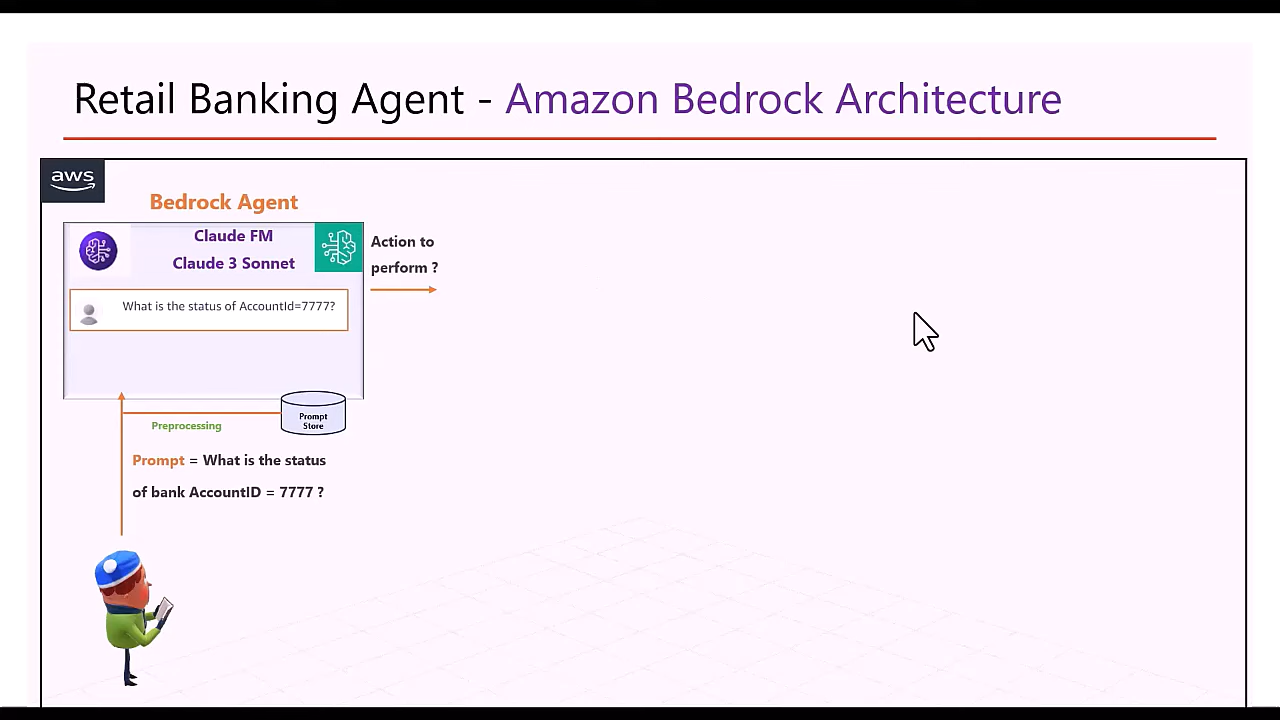 Retail Banking Agent - Amazon Bedrock Architecture
aws
Bedrock Agent
Claude FM
Claude 3 Sonnet
Action to
perform ?
What is the status of AccountId=7777?
Prompt
Store
Preprocessing
Prompt = What is the status
of bank AccountID = 7777 ?